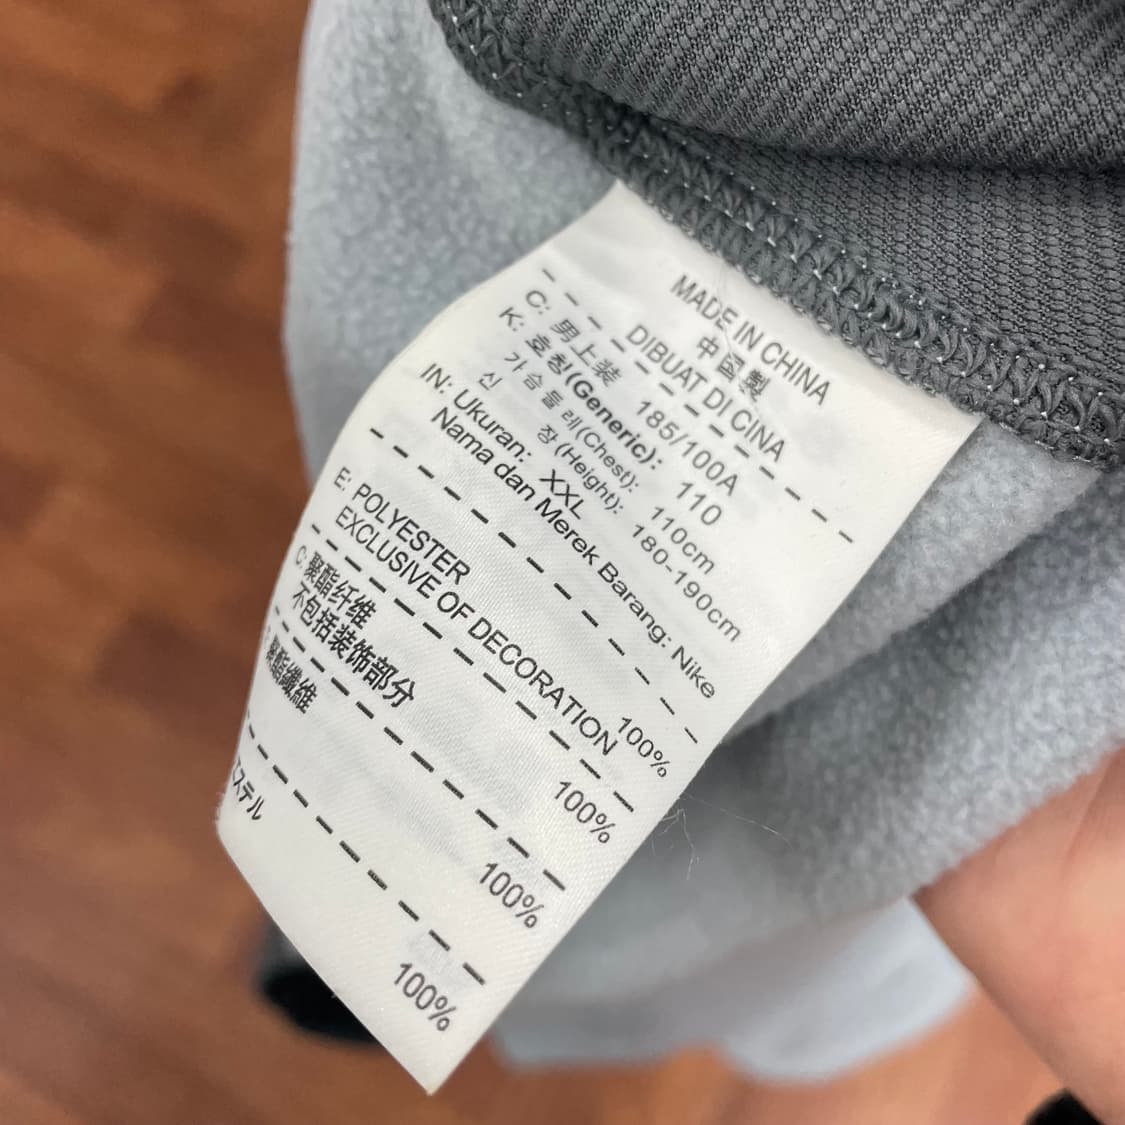 MADE IN CHINA
中國製
DIBUAT DI CINA
C: 男上装 185/100A
K: 호칭(Generic): 110
가슴둘레(Chest): 110cm
신 장(Height): 180-190cm
IN: Ukuran: XXL
Nama dan Merek Barang: Nike
E: POLYESTER 100%
EXCLUSIVE OF DECORATION
C: 聚酯纤维 100%
不包括装饰部分
聚酯纖維 100%
ステル 100%